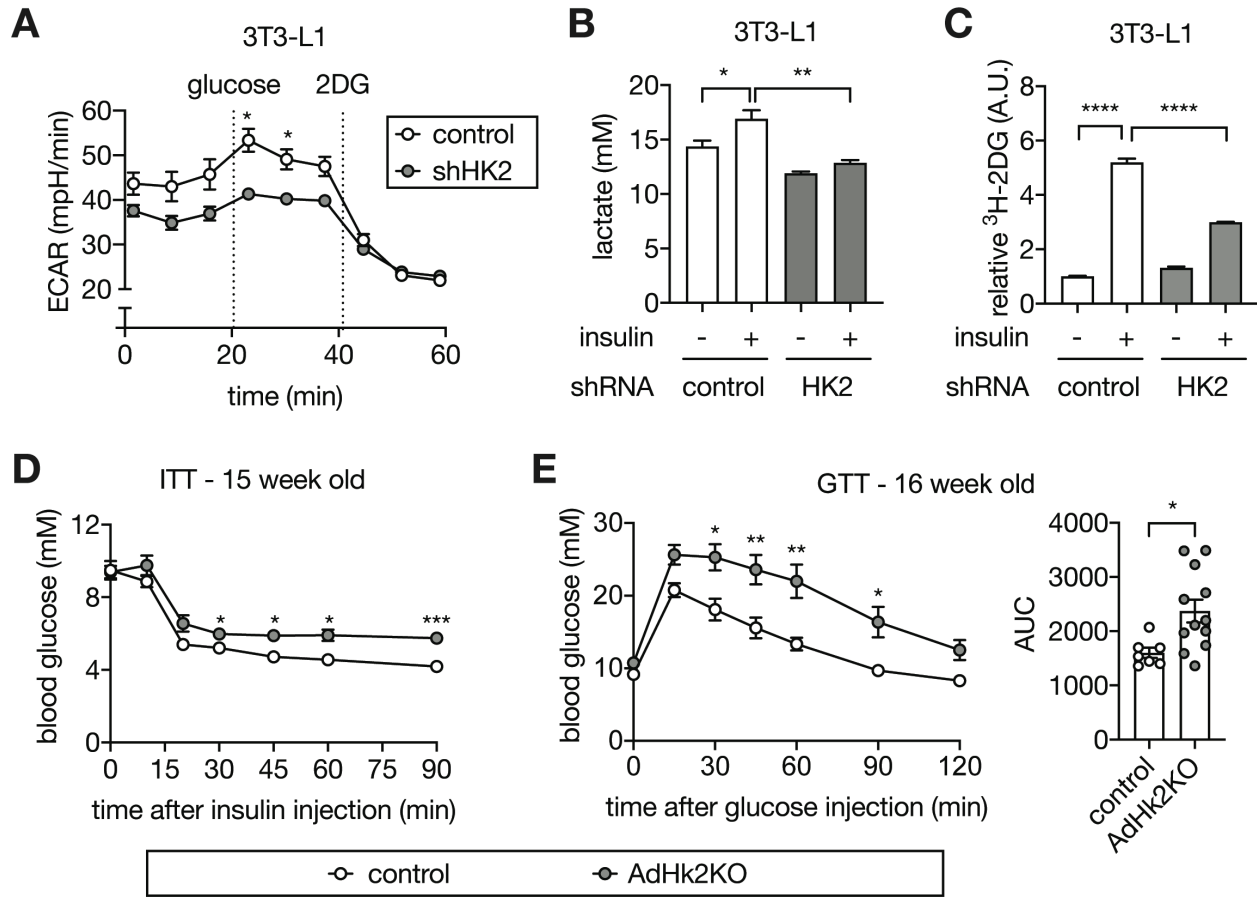 A
3T3-L1
glucose 2DG
* *
control
shHK2
ECAR (mpH/min)
60
50
40
30
20
0 20 40 60
time (min)
B
3T3-L1
* **
lactate (mM)
20
15
10
5
0
insulin - + - +
shRNA control HK2
C
3T3-L1
**** ****
relative ³H-2DG (A.U.)
8
6
4
2
0
insulin - + - +
shRNA control HK2
D
ITT - 15 week old
blood glucose (mM)
12
8
4
0
* * * ***
0 15 30 45 60 75 90
time after insulin injection (min)
E
GTT - 16 week old
blood glucose (mM)
30
20
10
0
* ** ** *
0 30 60 90 120
time after glucose injection (min)
AUC
4000
3000
2000
1000
0
*
control
AdHk2KO
control AdHk2KO